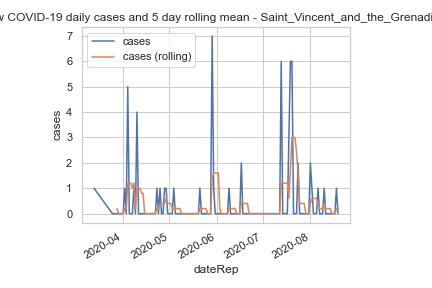 w COVID-19 daily cases and 5 day rolling mean - Saint_Vincent_and_the_Grenadi
cases
cases (rolling)
7
6
5
4
3
2
1
0
cases
2020-04
2020-05
2020-06
2020-07
2020-08
dateRep